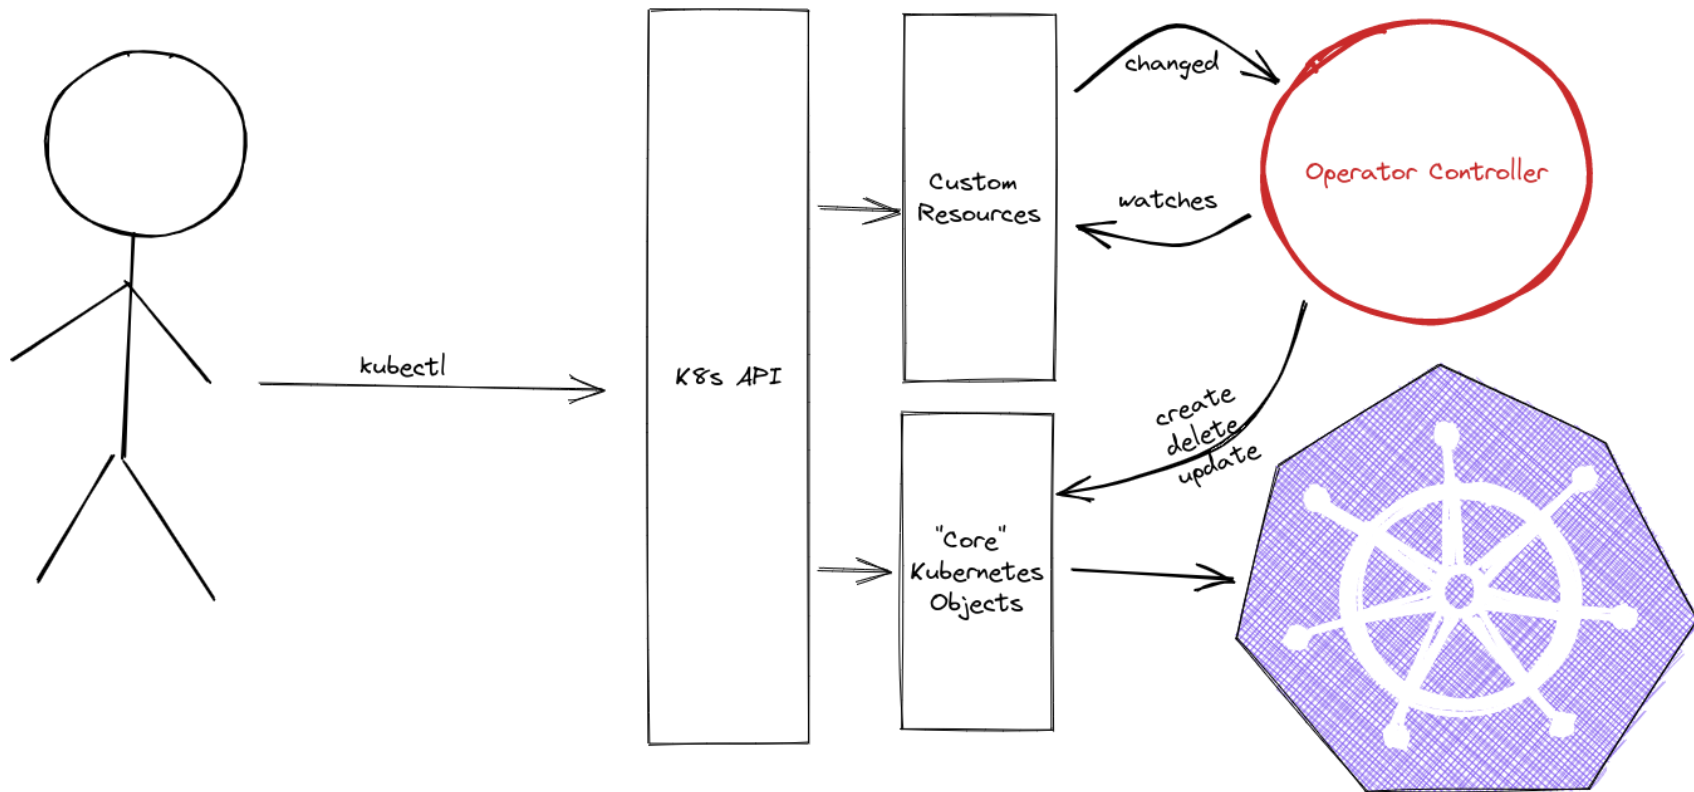 kubectl
K8s API
Custom
Resources
changed
watches
Operator Controller
create
delete
update
"Core"
Kubernetes
Objects